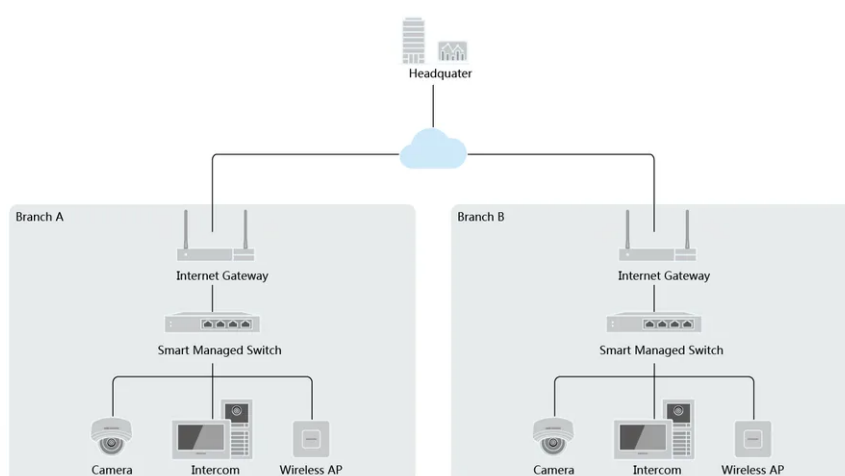 Headquater
Branch A
Branch B
Internet Gateway
Internet Gateway
Smart Managed Switch
Smart Managed Switch
Camera
Intercom
Wireless AP
Camera
Intercom
Wireless AP